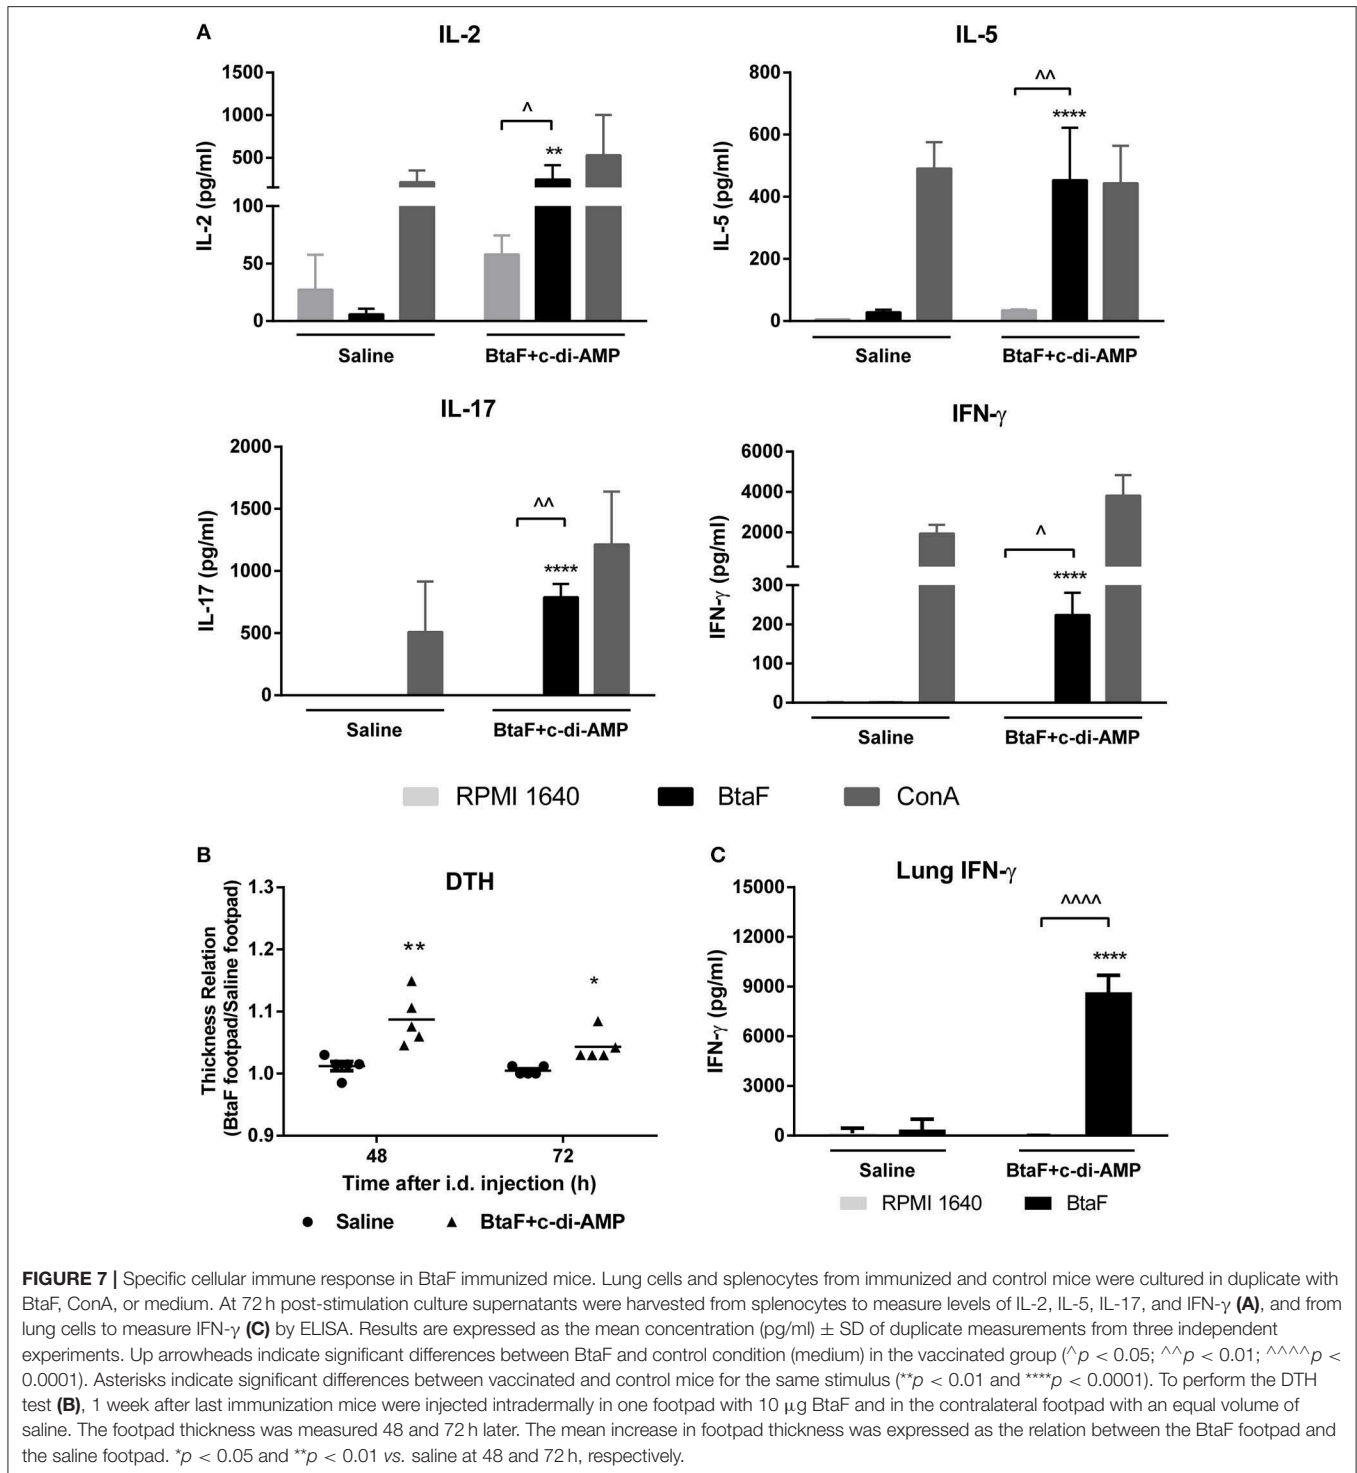 A
IL-2
IL-2 (pg/ml)
1500
1000
500
100
50
0
^
**
Saline
BtaF+c-di-AMP
IL-5
IL-5 (pg/ml)
800
600
400
200
0
^^
****
Saline
BtaF+c-di-AMP
IL-17
IL-17 (pg/ml)
2000
1500
1000
500
0
^^
****
Saline
BtaF+c-di-AMP
IFN-γ
IFN-γ (pg/ml)
6000
4000
2000
300
200
100
0
^
****
Saline
BtaF+c-di-AMP
RPMI 1640
BtaF
ConA
B
DTH
Thickness Relation
(BtaF footpad/Saline footpad)
1.3
1.2
1.1
1.0
0.9
**
*
48
72
Time after i.d. injection (h)
Saline
BtaF+c-di-AMP
C
Lung IFN-γ
IFN-γ (pg/ml)
15000
12000
9000
6000
3000
0
^^^^
****
Saline
BtaF+c-di-AMP
RPMI 1640
BtaF
FIGURE 7 | Specific cellular immune response in BtaF immunized mice. Lung cells and splenocytes from immunized and control mice were cultured in duplicate with
BtaF, ConA, or medium. At 72 h post-stimulation culture supernatants were harvested from splenocytes to measure levels of IL-2, IL-5, IL-17, and IFN-γ (A), and from
lung cells to measure IFN-γ (C) by ELISA. Results are expressed as the mean concentration (pg/ml) ± SD of duplicate measurements from three independent
experiments. Up arrowheads indicate significant differences between BtaF and control condition (medium) in the vaccinated group (^p < 0.05; ^^p < 0.01; ^^^^p <
0.0001). Asterisks indicate significant differences between vaccinated and control mice for the same stimulus (**p < 0.01 and ****p < 0.0001). To perform the DTH
test (B), 1 week after last immunization mice were injected intradermally in one footpad with 10 μg BtaF and in the contralateral footpad with an equal volume of
saline. The footpad thickness was measured 48 and 72 h later. The mean increase in footpad thickness was expressed as the relation between the BtaF footpad and
the saline footpad. *p < 0.05 and **p < 0.01 vs. saline at 48 and 72 h, respectively.